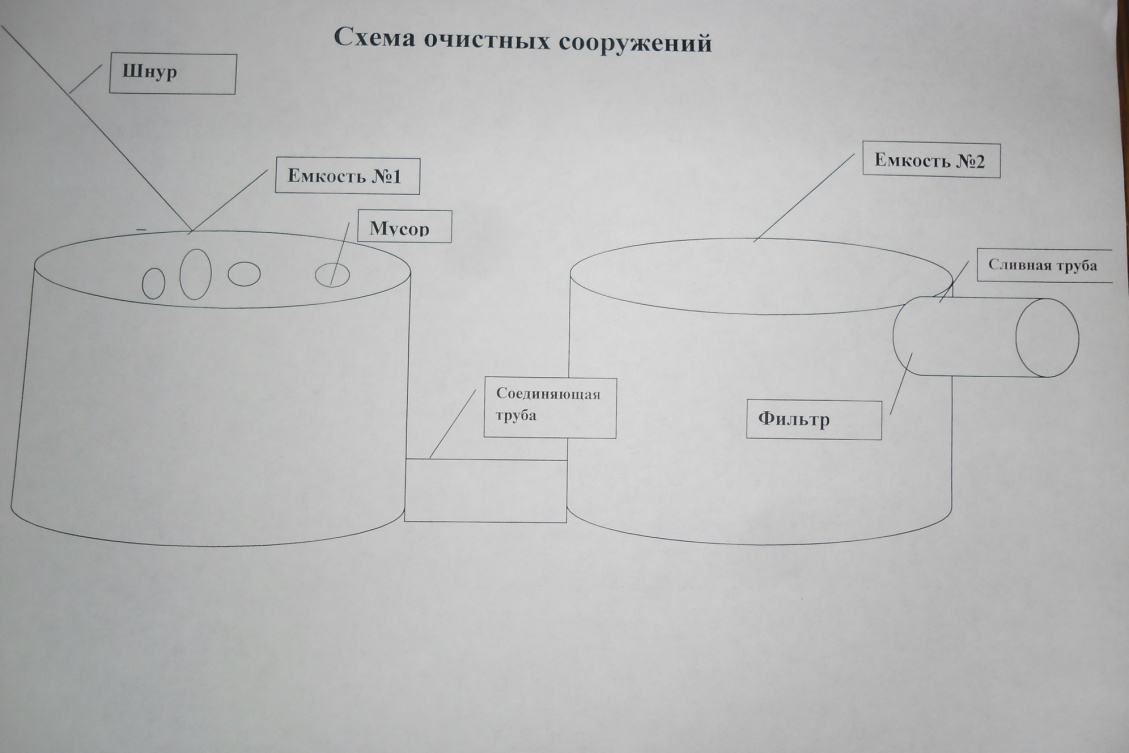 Схема очистных сооружений
Шнур
Емкость №1
Мусор
Емкость №2
Сливная труба
Соединяющая
труба
Фильтр